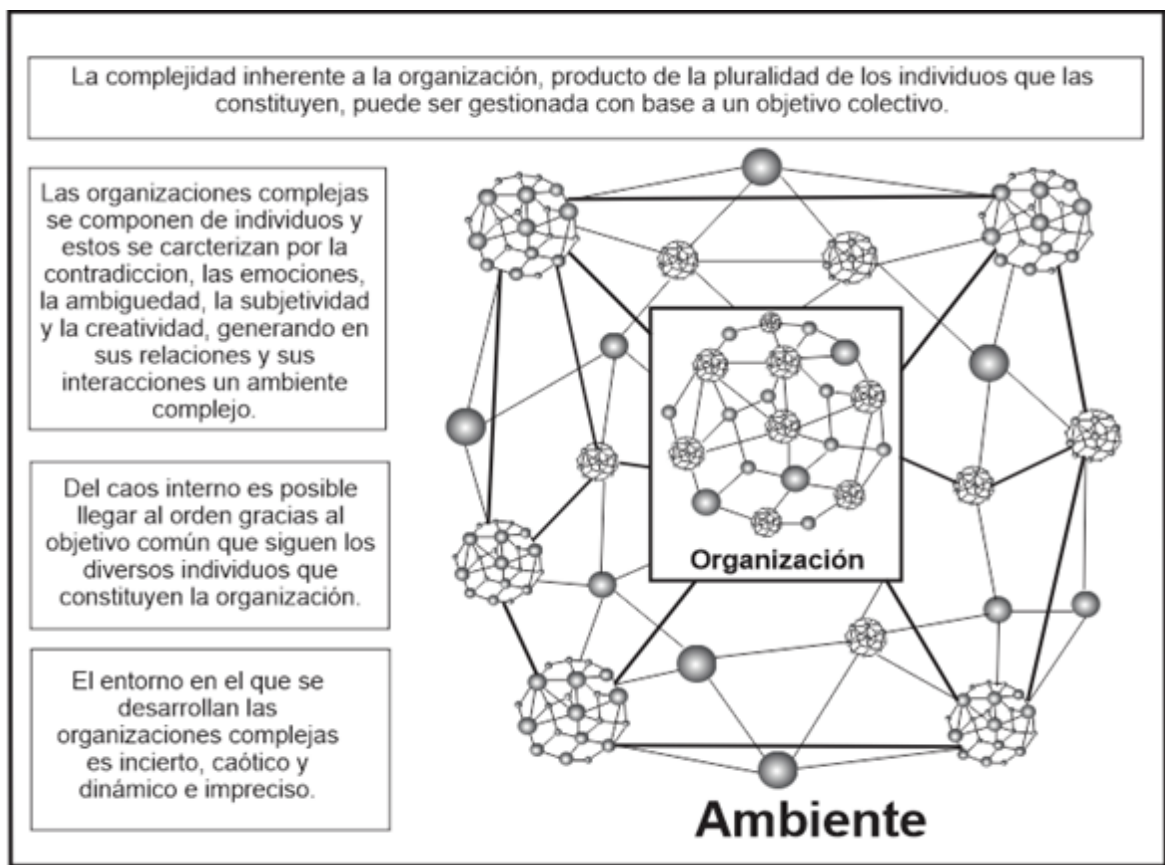 La complejidad inherente a la organización, producto de la pluralidad de los individuos que las
constituyen, puede ser gestionada con base a un objetivo colectivo.
Las organizaciones complejas
se componen de individuos y
estos se carcterizan por la
contradiccion, las emociones,
la ambiguedad, la subjetividad
y la creatividad, generando en
sus relaciones y sus
interacciones un ambiente
complejo.
Del caos interno es posible
llegar al orden gracias al
objetivo común que siguen los
diversos individuos que
constituyen la organización.
El entorno en el que se
desarrollan las
organizaciones complejas
es incierto, caótico y
dinámico e impreciso.
Organización
Ambiente